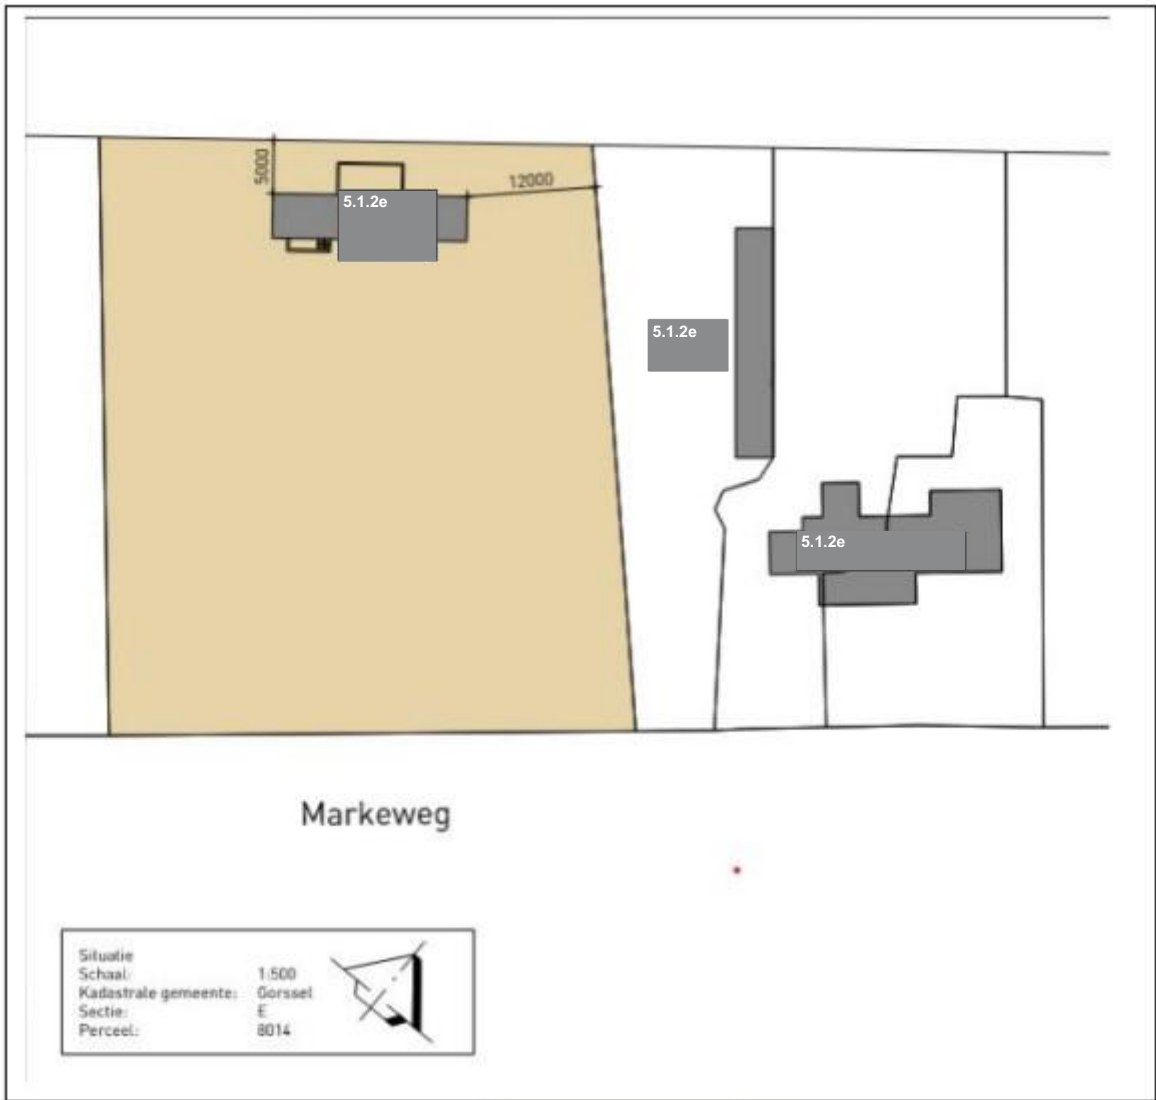 5000
12000
5.1.2e
5.1.2e
5.1.2e
Markeweg
Situatie
Schaal: 1:500
Kadastrale gemeente: Gorssel
Sectie: E
Perceel: 8014